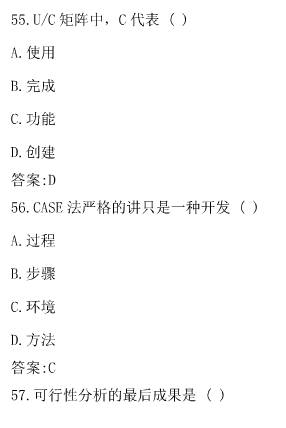 55.U/C 矩阵中，C 代表（ ）
A.使用
B.完成
C.功能
D.创建
答案:D
56.CASE 法严格的讲只是一种开发（ ）
A.过程
B.步骤
C.环境
D.方法
答案:C
57.可行性分析的最后成果是（ ）